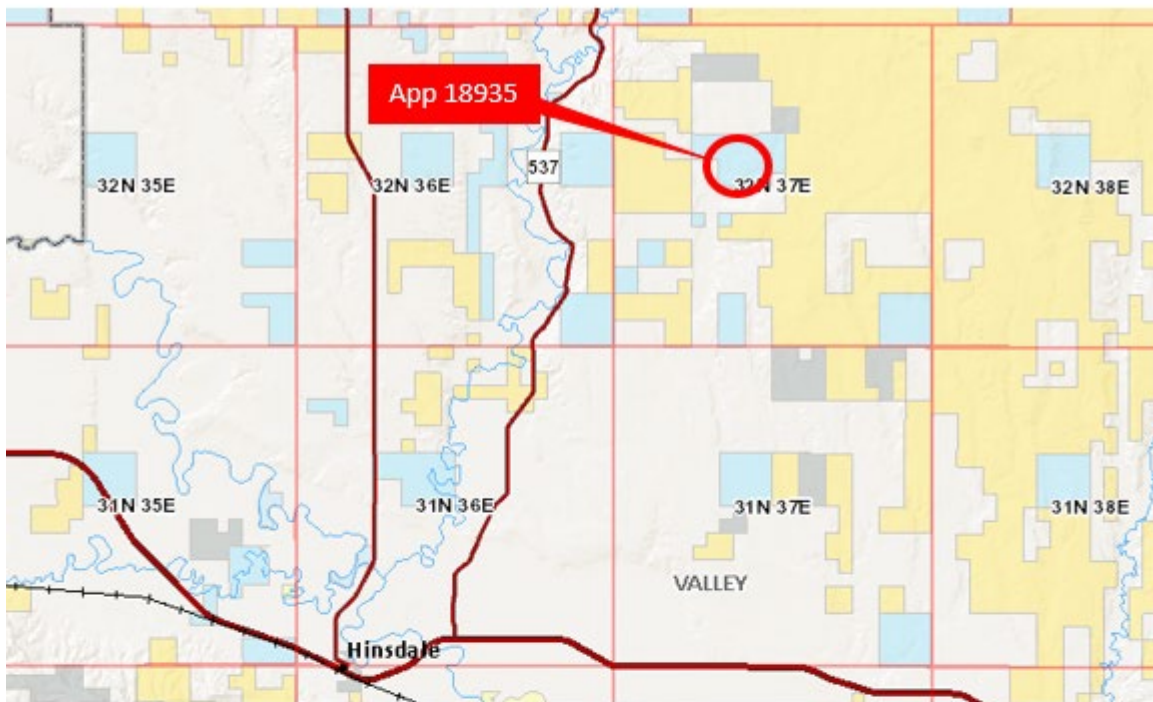 App 18935
537
32N 35E
32N 36E
32N 37E
32N 38E
31N 35E
31N 36E
31N 37E
31N 38E
VALLEY
Hinsdale